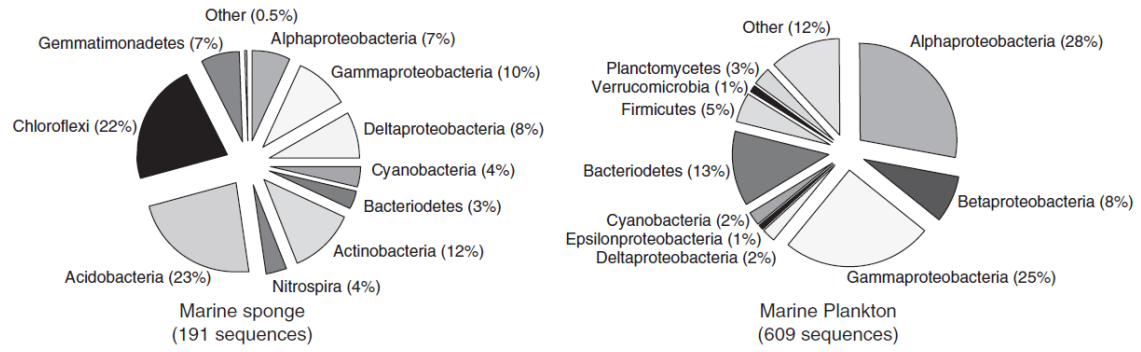 Other (0.5%)
Gemmatimonadetes (7%)
Alphaproteobacteria (7%)
Gammaproteobacteria (10%)
Chloroflexi (22%)
Deltaproteobacteria (8%)
Cyanobacteria (4%)
Bacteriodetes (3%)
Actinobacteria (12%)
Acidobacteria (23%)
Nitrospira (4%)
Marine sponge
(191 sequences)
Other (12%)
Alphaproteobacteria (28%)
Planctomycetes (3%)
Verrucomicrobia (1%)
Firmicutes (5%)
Bacteriodetes (13%)
Betaproteobacteria (8%)
Cyanobacteria (2%)
Epsilonproteobacteria (1%)
Deltaproteobacteria (2%)
Gammaproteobacteria (25%)
Marine Plankton
(609 sequences)